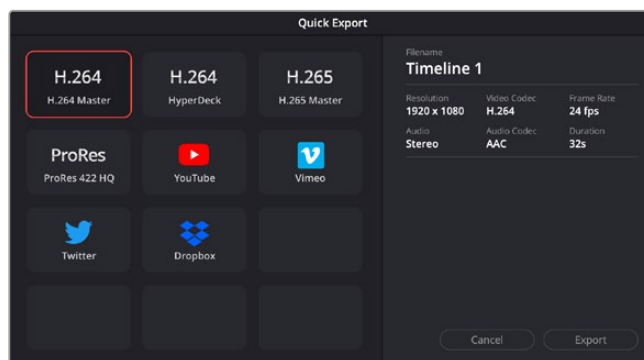 Quick Export
H.264
H.264 Master
H.264
HyperDeck
H.265
H.265 Master
ProRes
ProRes 422 HQ
YouTube
Vimeo
Twitter
Dropbox
Filename
Timeline 1
Resolution
1920 x 1080
Video Codec
H.264
Frame Rate
24 fps
Audio
Stereo
Audio Codec
AAC
Duration
32s
Cancel
Export